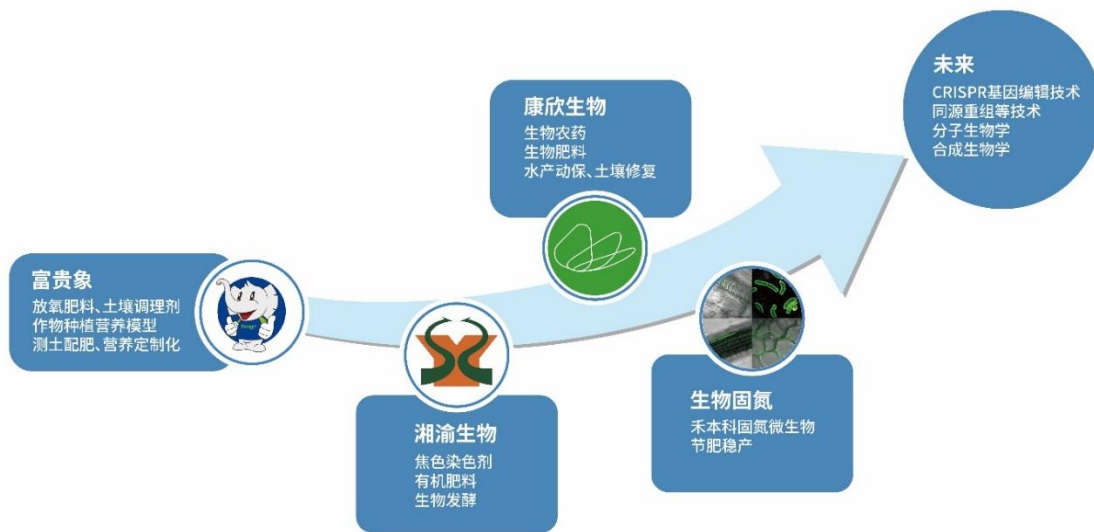 富贵象
放氧肥料、土壤调理剂
作物种植营养模型
测土配肥、营养定制化
湘渝生物
焦色染色剂
有机肥料
生物发酵
康欣生物
生物农药
生物肥料
水产动保、土壤修复
生物固氮
禾本科固氮微生物
节肥稳产
未来
CRISPR基因编辑技术
同源重组等技术
分子生物学
合成生物学